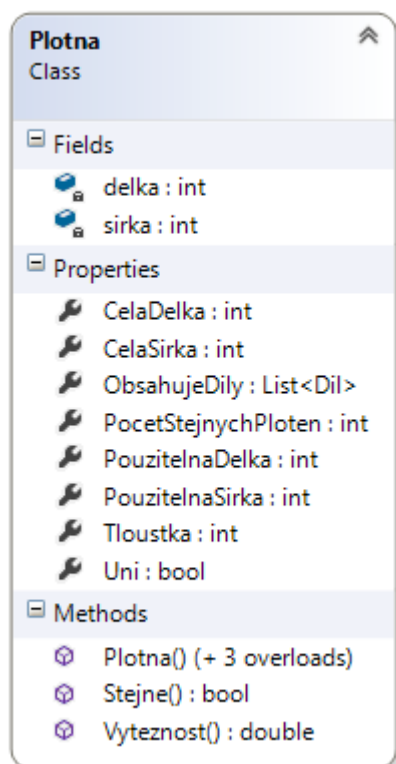 Plotna
Class
Fields
delka : int
sirka : int
Properties
CelaDelka : int
CelaSirka : int
ObsahujeDily : List<Dil>
PocetStejnychPloten : int
PouzitelnaDelka : int
PouzitelnaSirka : int
Tloustka : int
Uni : bool
Methods
Plotna() (+ 3 overloads)
Stejne() : bool
Vyteznost() : double